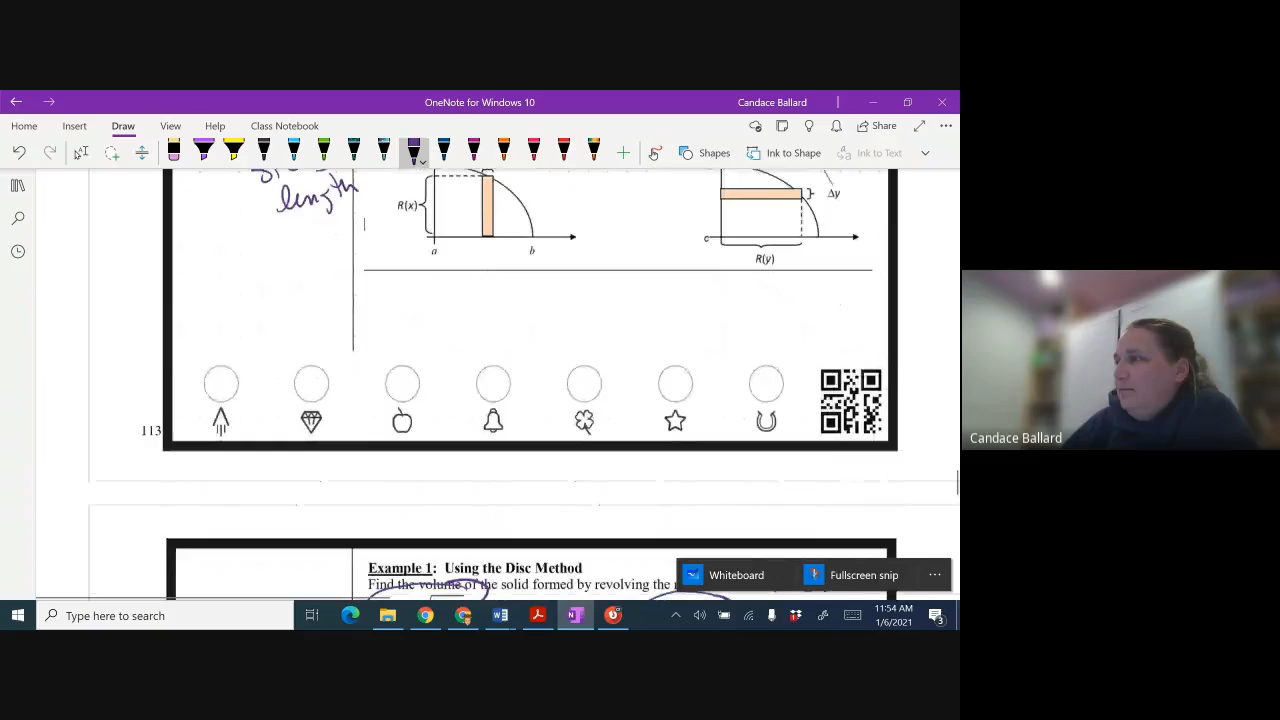 OneNote for Windows 10
Candace Ballard
Home
Insert
Draw
View
Help
Class Notebook
Share
Shapes
Ink to Shape
Ink to Text
length
R(x)
a
b
Δy
c
R(y)
113
Example 1: Using the Disc Method
Find the volume of the solid formed by revolving the
Whiteboard
Fullscreen snip
Candace Ballard
Type here to search
11:54 AM
1/6/2021
3